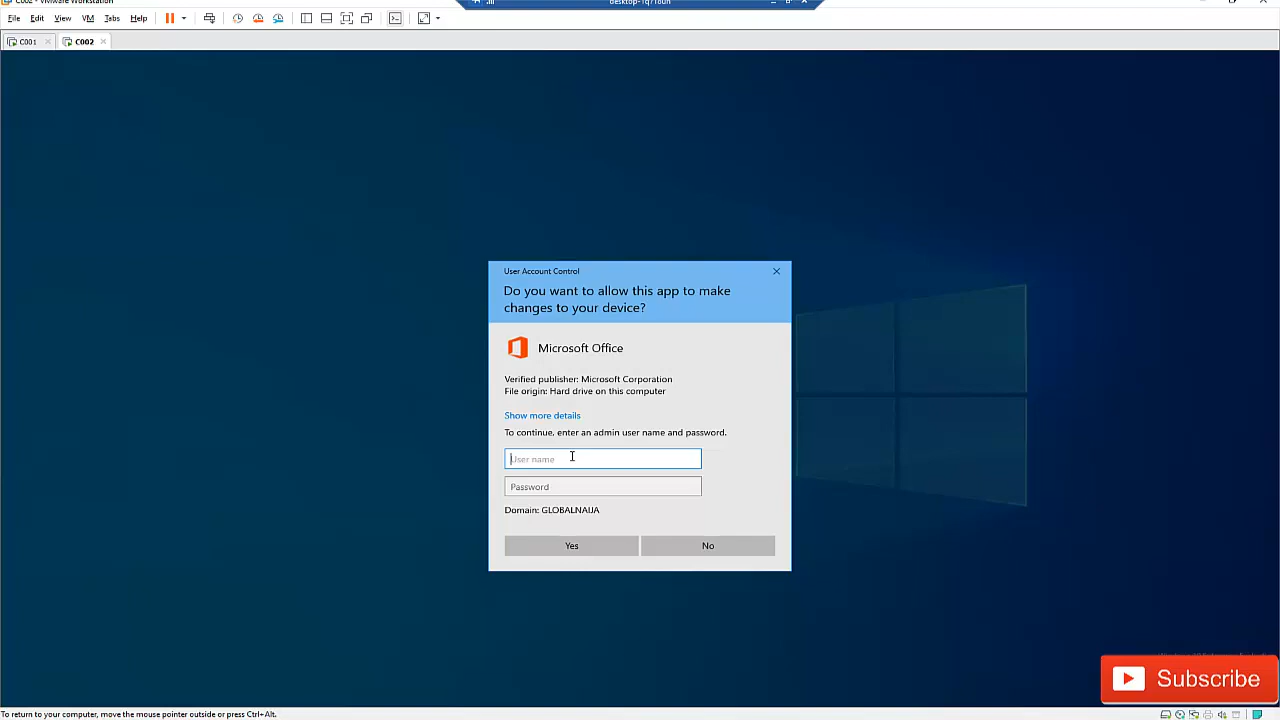 C002 - VMware Workstation
File Edit View VM Tabs Help
C001 C002
User Account Control
Do you want to allow this app to make
changes to your device?
Microsoft Office
Verified publisher: Microsoft Corporation
File origin: Hard drive on this computer
Show more details
To continue, enter an admin user name and password.
User name
Password
Domain: GLOBALNAIJA
Yes No
Subscribe
To return to your computer, move the mouse pointer outside or press Ctrl+Alt.